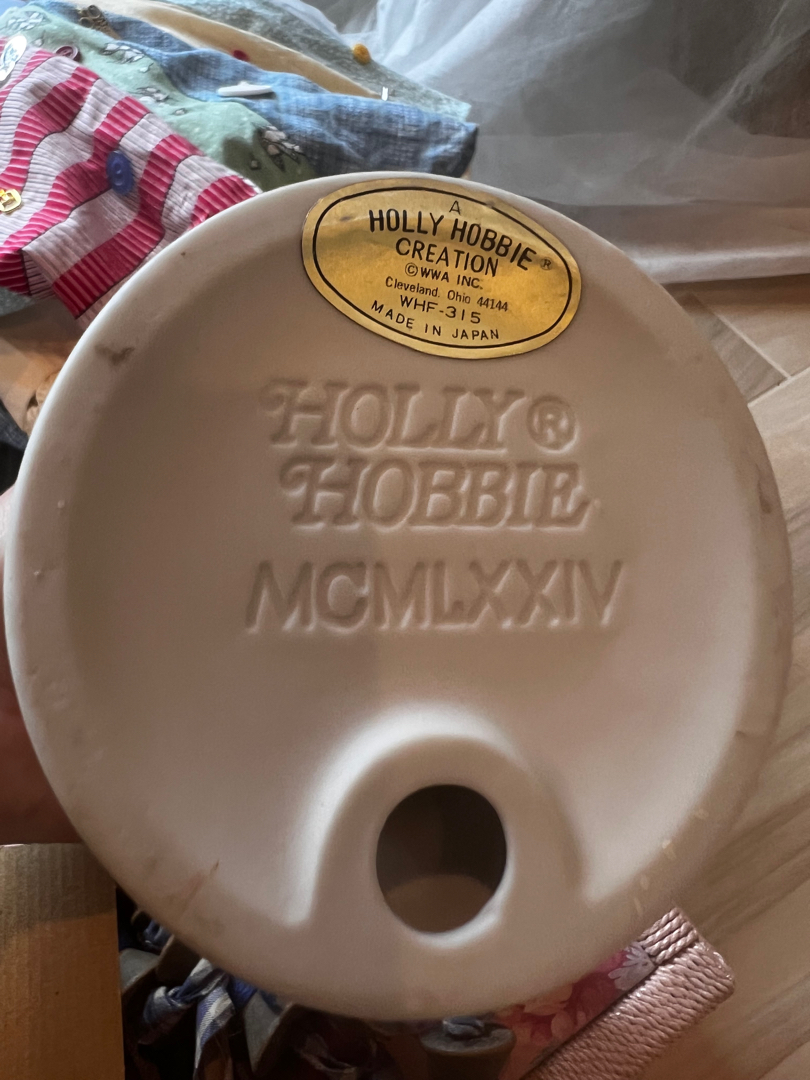 A
HOLLY HOBBIE®
CREATION
©WWA INC.
Cleveland, Ohio 44144
WHF-315
MADE IN JAPAN
HOLLY®
HOBBIE
MCMLXXIV